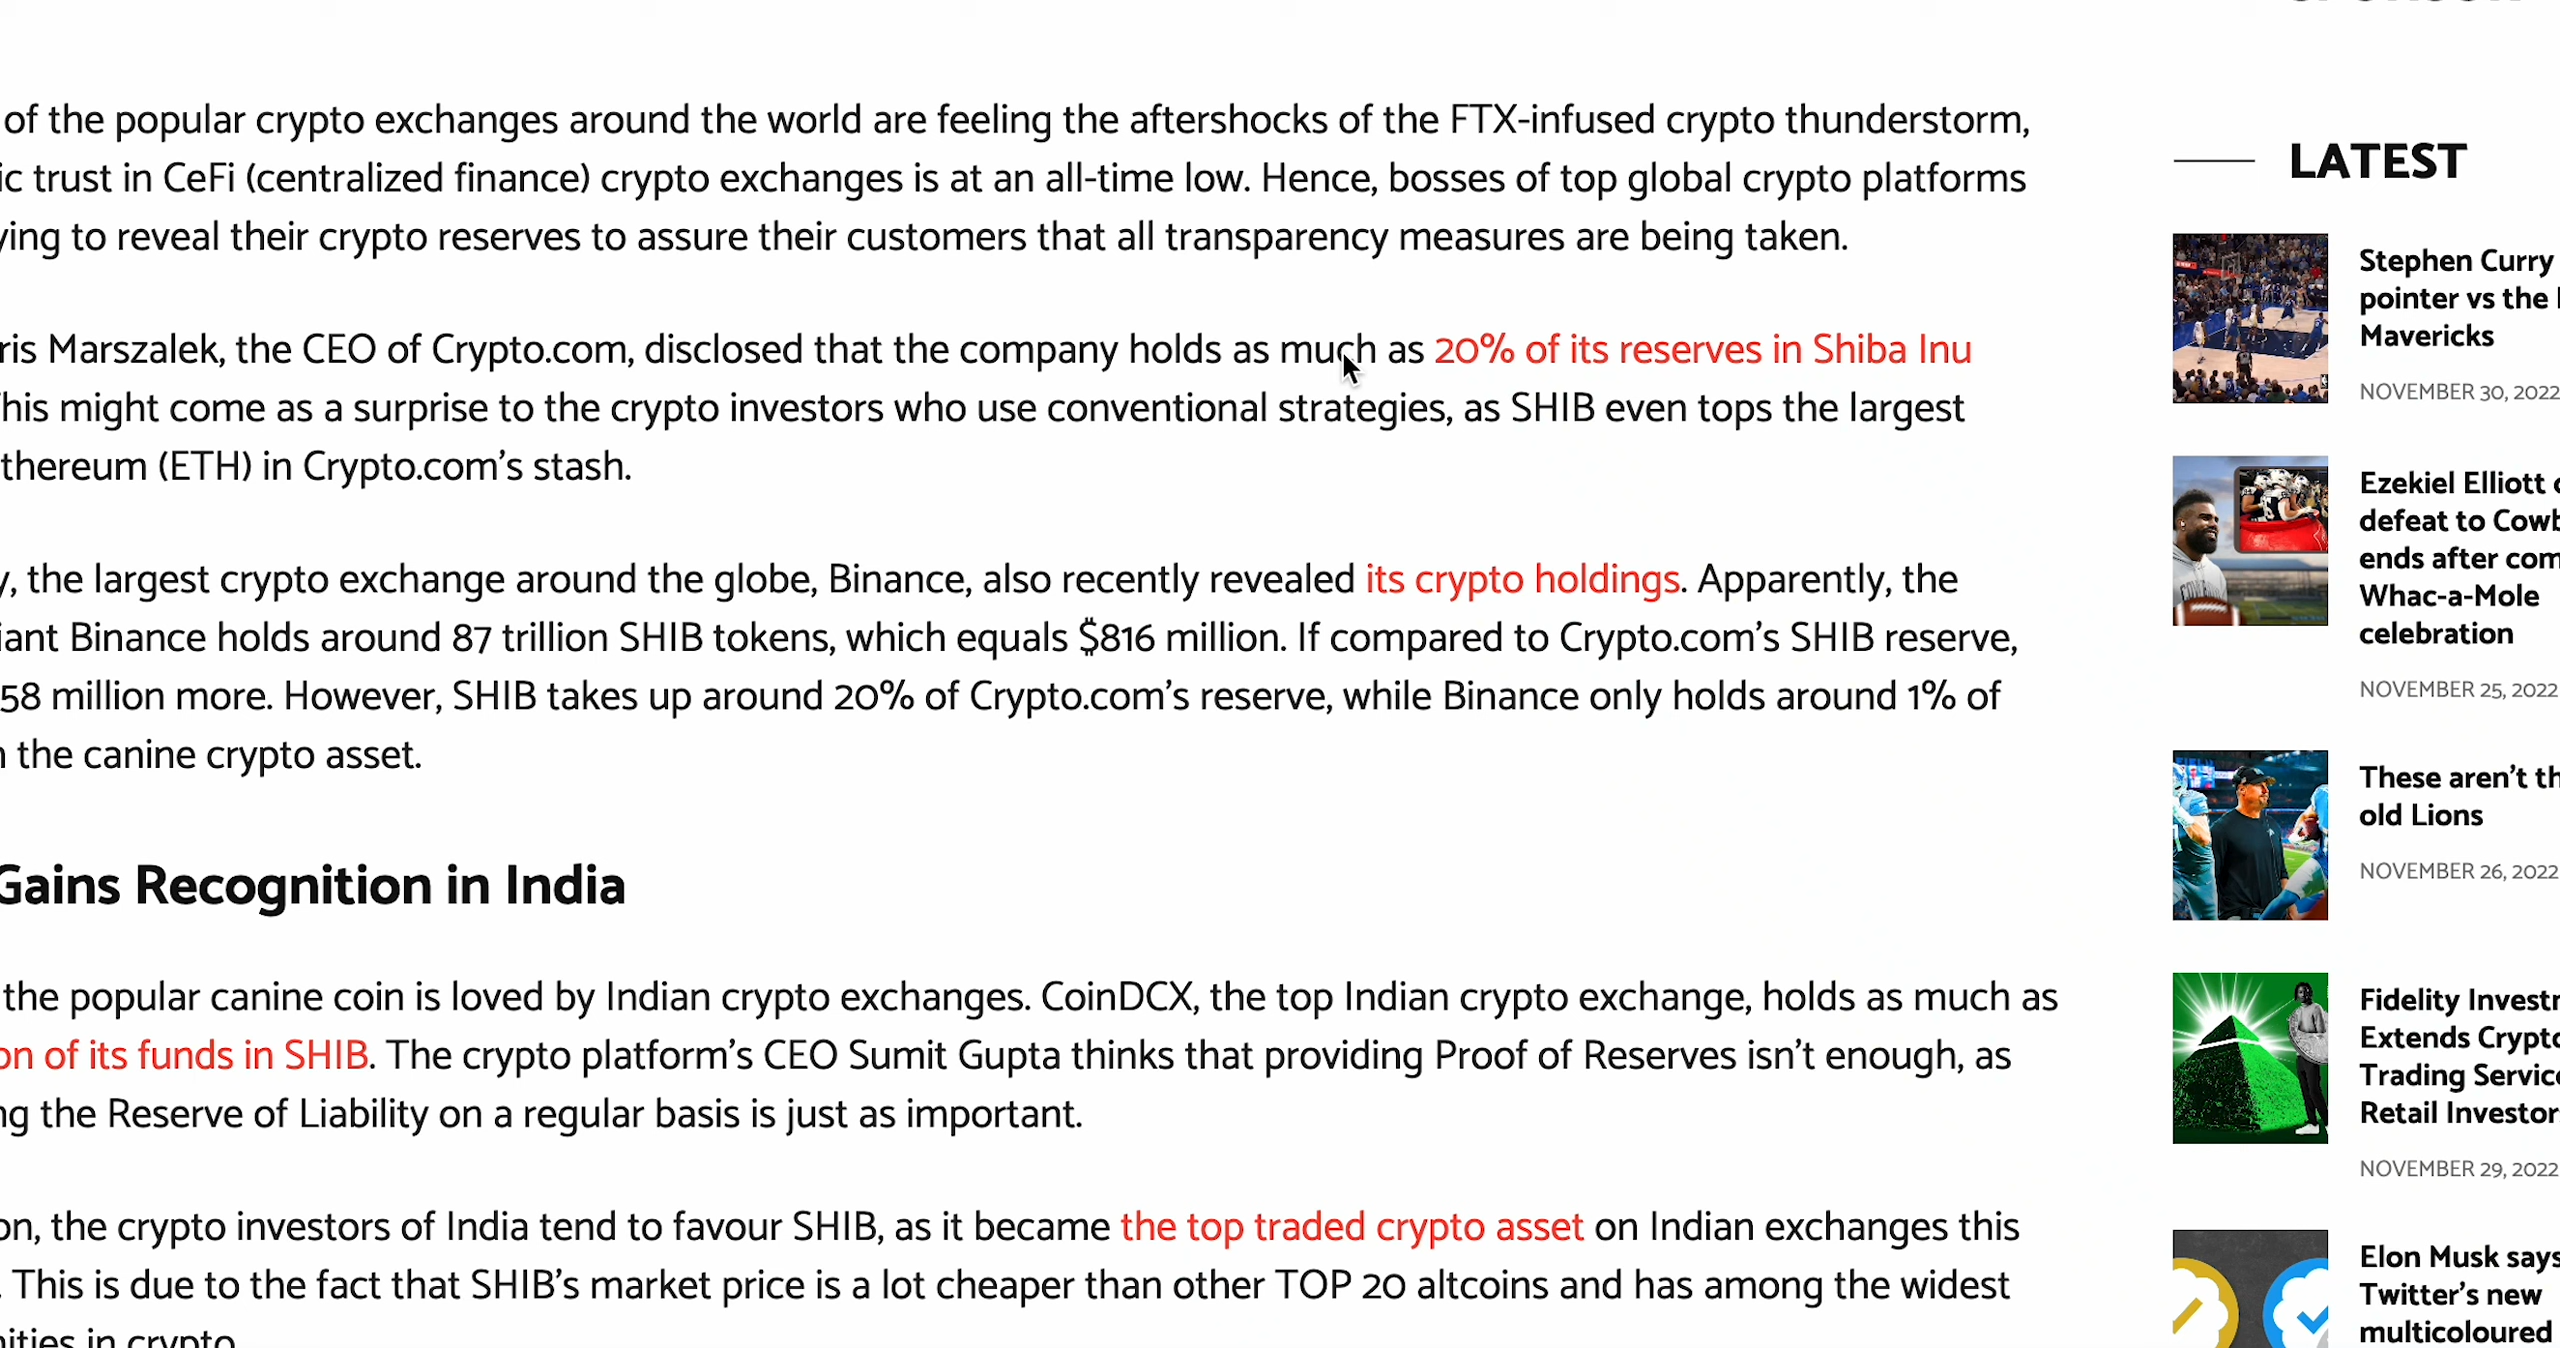 of the popular crypto exchanges around the world are feeling the aftershocks of the FTX-infused crypto thunderstorm,
ic trust in CeFi (centralized finance) crypto exchanges is at an all-time low. Hence, bosses of top global crypto platforms
ying to reveal their crypto reserves to assure their customers that all transparency measures are being taken.
ris Marszalek, the CEO of Crypto.com, disclosed that the company holds as much as 20% of its reserves in Shiba Inu
This might come as a surprise to the crypto investors who use conventional strategies, as SHIB even tops the largest
thereum (ETH) in Crypto.com's stash.
y, the largest crypto exchange around the globe, Binance, also recently revealed its crypto holdings. Apparently, the
iant Binance holds around 87 trillion SHIB tokens, which equals $816 million. If compared to Crypto.com's SHIB reserve,
58 million more. However, SHIB takes up around 20% of Crypto.com's reserve, while Binance only holds around 1% of
the canine crypto asset.
Gains Recognition in India
the popular canine coin is loved by Indian crypto exchanges. CoinDCX, the top Indian crypto exchange, holds as much as
on of its funds in SHIB. The crypto platform's CEO Sumit Gupta thinks that providing Proof of Reserves isn't enough, as
ng the Reserve of Liability on a regular basis is just as important.
on, the crypto investors of India tend to favour SHIB, as it became the top traded crypto asset on Indian exchanges this
. This is due to the fact that SHIB's market price is a lot cheaper than other TOP 20 altcoins and has among the widest
nities in crypto.
LATEST
Stephen Curry
pointer vs the
Mavericks
NOVEMBER 30, 2022
Ezekiel Elliott
defeat to Cowb
ends after com
Whac-a-Mole
celebration
NOVEMBER 25, 2022
These aren't th
old Lions
NOVEMBER 26, 2022
Fidelity Investm
Extends Crypto
Trading Service
Retail Investor
NOVEMBER 29, 2022
Elon Musk says
Twitter's new
multicoloured